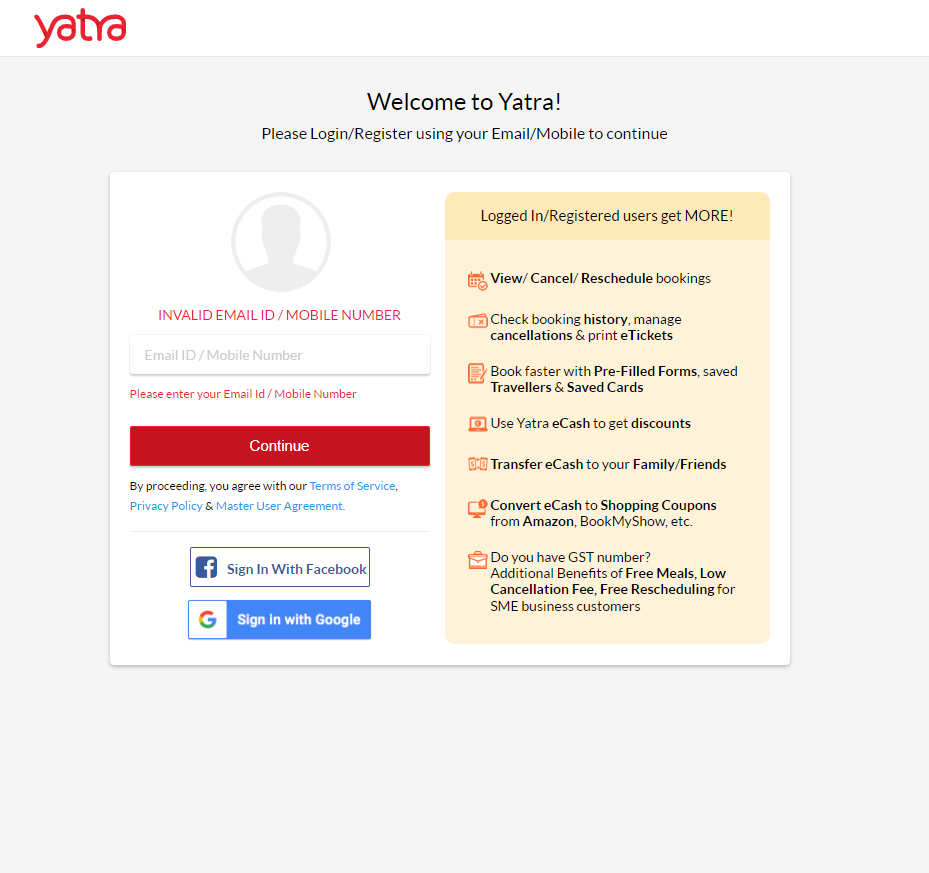 yatra
Welcome to Yatra!
Please Login/Register using your Email/Mobile to continue
INVALID EMAIL ID / MOBILE NUMBER
Email ID / Mobile Number
Please enter your Email Id / Mobile Number
Continue
By proceeding, you agree with our Terms of Service,
Privacy Policy & Master User Agreement.
Sign In With Facebook
Sign in with Google
Logged In/Registered users get MORE!
View/ Cancel/ Reschedule bookings
Check booking history, manage
cancellations & print eTickets
Book faster with Pre-Filled Forms, saved
Travellers & Saved Cards
Use Yatra eCash to get discounts
Transfer eCash to your Family/Friends
Convert eCash to Shopping Coupons
from Amazon, BookMyShow, etc.
Do you have GST number?
Additional Benefits of Free Meals, Low
Cancellation Fee, Free Rescheduling for
SME business customers